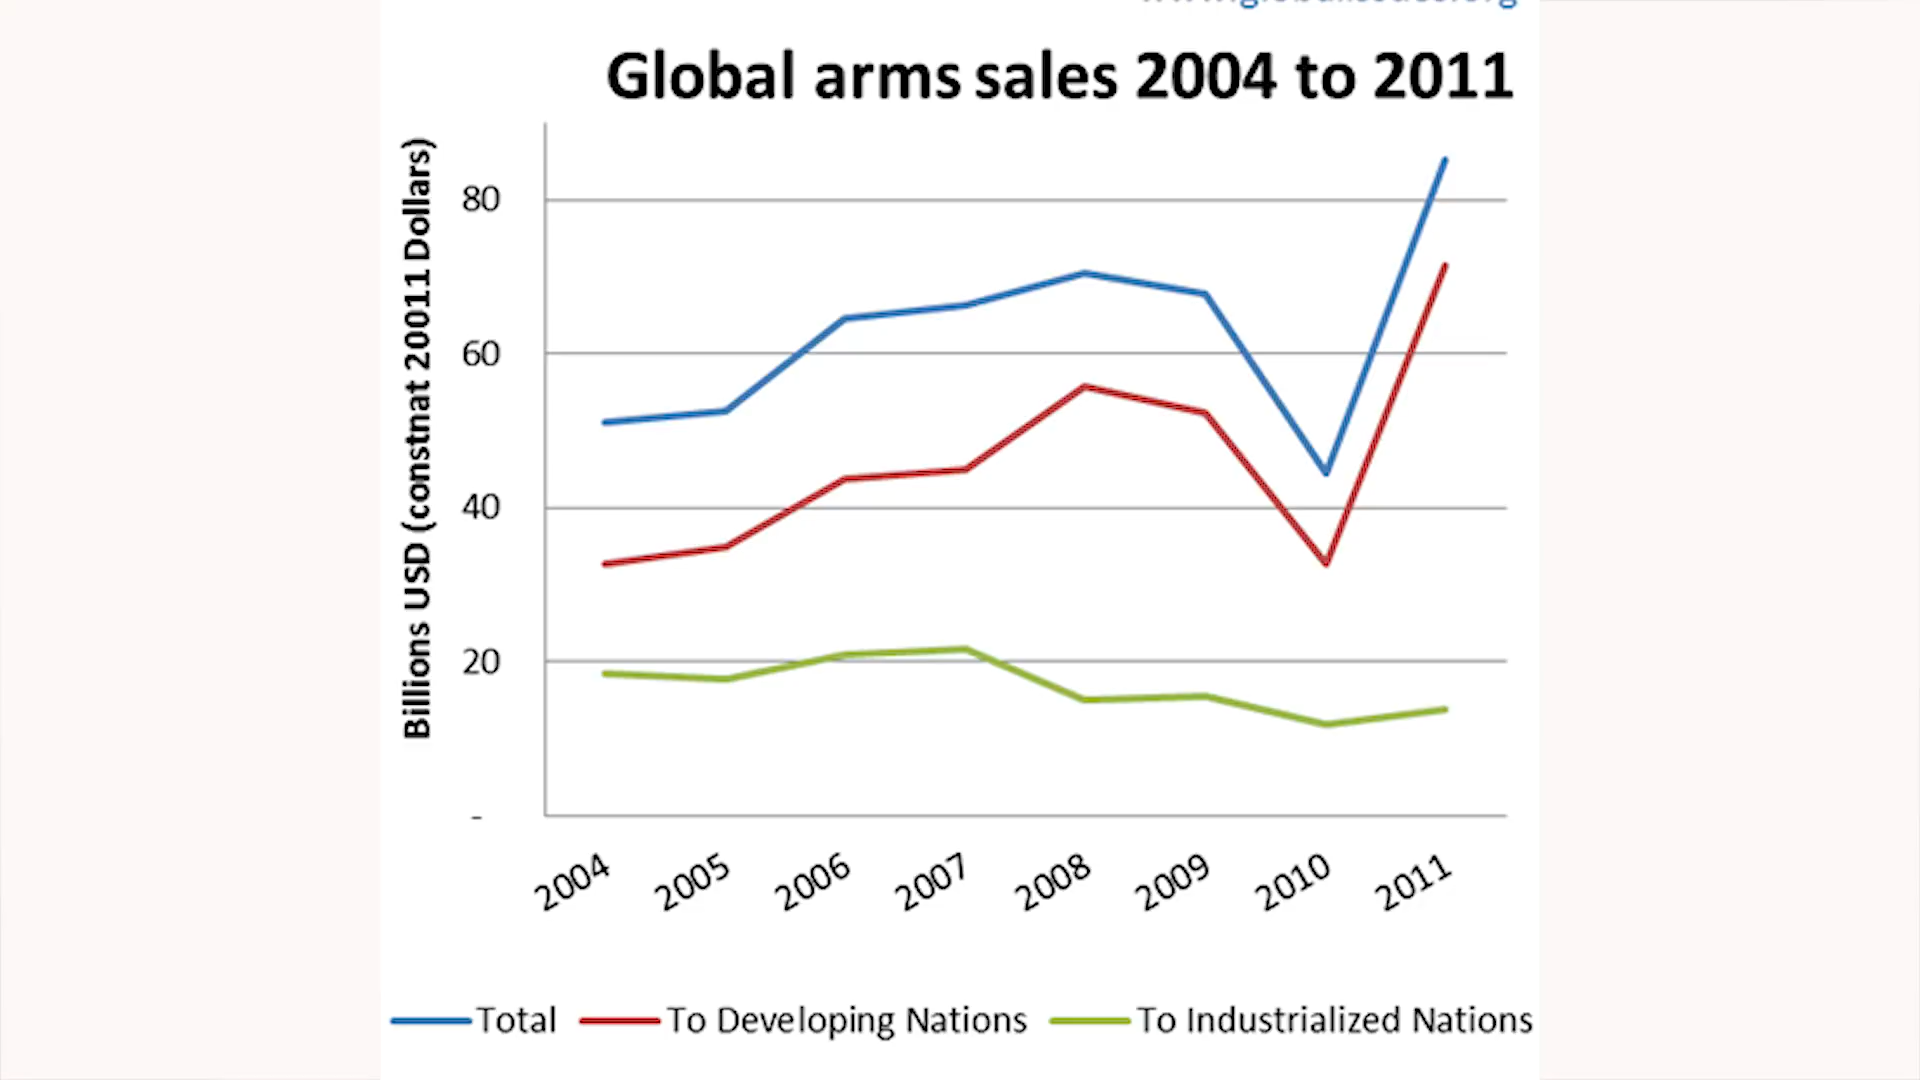 Global arms sales 2004 to 2011
Billions USD (constnat 20011 Dollars)
80
60
40
20
-
2004 2005 2006 2007 2008 2009 2010 2011
Total To Developing Nations To Industrialized Nations